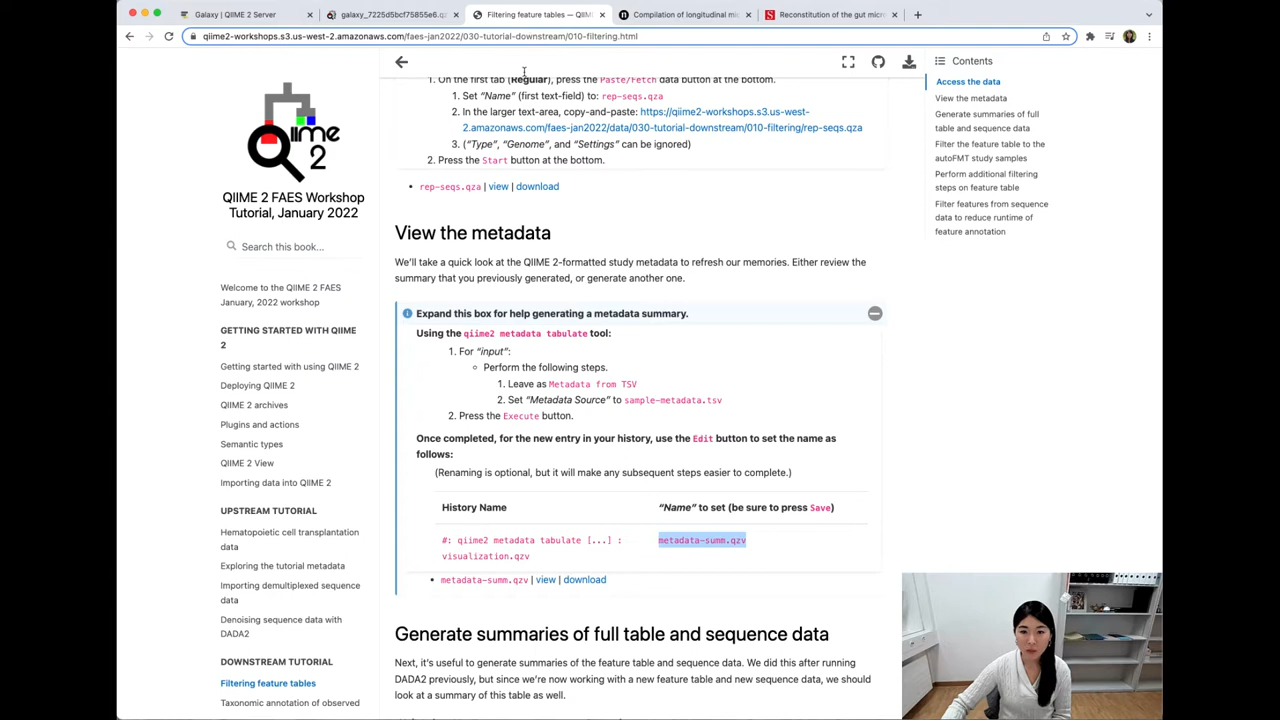 Galaxy | QIIME 2 Server
galaxy_7225d5bcf75855e6.qz
Filtering feature tables — QIIM
Compilation of longitudinal mi
Reconstitution of the gut micr
qiime2-workshops.s3.us-west-2.amazonaws.com/faes-jan2022/030-tutorial-downstream/010-filtering.html
QIIME 2
QIIME 2 FAES Workshop
Tutorial, January 2022
Search this book...
Welcome to the QIIME 2 FAES
January, 2022 workshop
GETTING STARTED WITH QIIME
2
Getting started with using QIIME 2
Deploying QIIME 2
QIIME 2 archives
Plugins and actions
Semantic types
QIIME 2 View
Importing data into QIIME 2
UPSTREAM TUTORIAL
Hematopoietic cell transplantation
data
Exploring the tutorial metadata
Importing demultiplexed sequence
data
Denoising sequence data with
DADA2
DOWNSTREAM TUTORIAL
Filtering feature tables
Taxonomic annotation of observed
1. On the first tab (Regular), press the Paste/Fetch data button at the bottom.
1. Set “Name” (first text-field) to: rep-seqs.qza
2. In the larger text-area, copy-and-paste: https://qiime2-workshops.s3.us-west-
2.amazonaws.com/faes-jan2022/data/030-tutorial-downstream/010-filtering/rep-seqs.qza
3. (“Type”, “Genome”, and “Settings” can be ignored)
2. Press the Start button at the bottom.
• rep-seqs.qza | view | download
View the metadata
We’ll take a quick look at the QIIME 2-formatted study metadata to refresh our memories. Either review the
summary that you previously generated, or generate another one.
Expand this box for help generating a metadata summary.
Using the qiime2 metadata tabulate tool:
1. For “input”:
Perform the following steps.
1. Leave as Metadata from TSV
2. Set “Metadata Source” to sample-metadata.tsv
2. Press the Execute button.
Once completed, for the new entry in your history, use the Edit button to set the name as
follows:
(Renaming is optional, but it will make any subsequent steps easier to complete.)
History Name “Name” to set (be sure to press Save)
#: qiime2 metadata tabulate [...] : metadata-summ.qzv
visualization.qzv
• metadata-summ.qzv | view | download
Generate summaries of full table and sequence data
Next, it’s useful to generate summaries of the feature table and sequence data. We did this after running
DADA2 previously, but since we’re now working with a new feature table and new sequence data, we should
look at a summary of this table as well.
Contents
Access the data
View the metadata
Generate summaries of full
table and sequence data
Filter the feature table to the
autoFMT study samples
Perform additional filtering
steps on feature table
Filter features from sequence
data to reduce runtime of
feature annotation